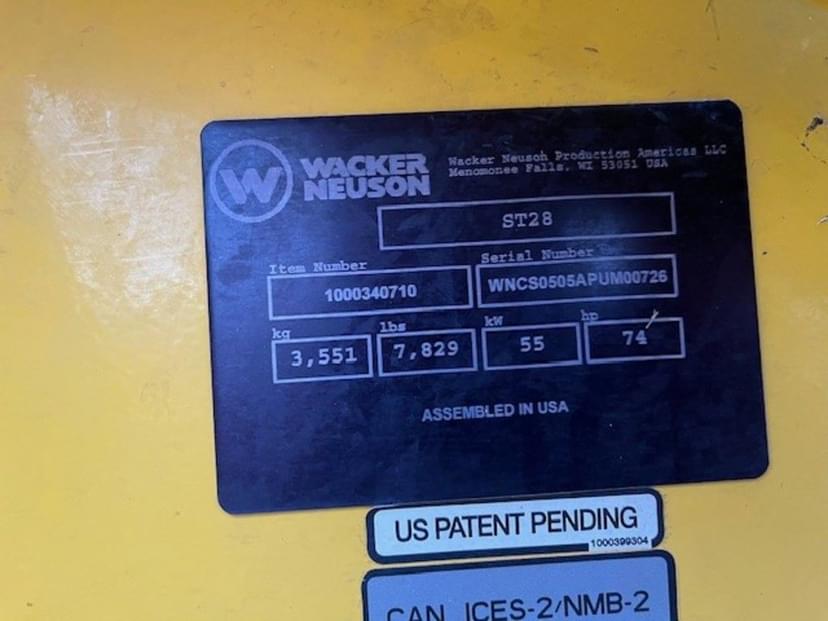 W WACKER NEUSON
Wacker Neuson Production Americas LLC
Menomonee Falls, WI 53051 USA
ST28
Item Number
1000340710
Serial Number
WNCS0505APUM00726
kg
3,551
lbs
7,829
kW
55
hp
74
ASSEMBLED IN USA
US PATENT PENDING
1000399304
CAN ICES-2/NMB-2